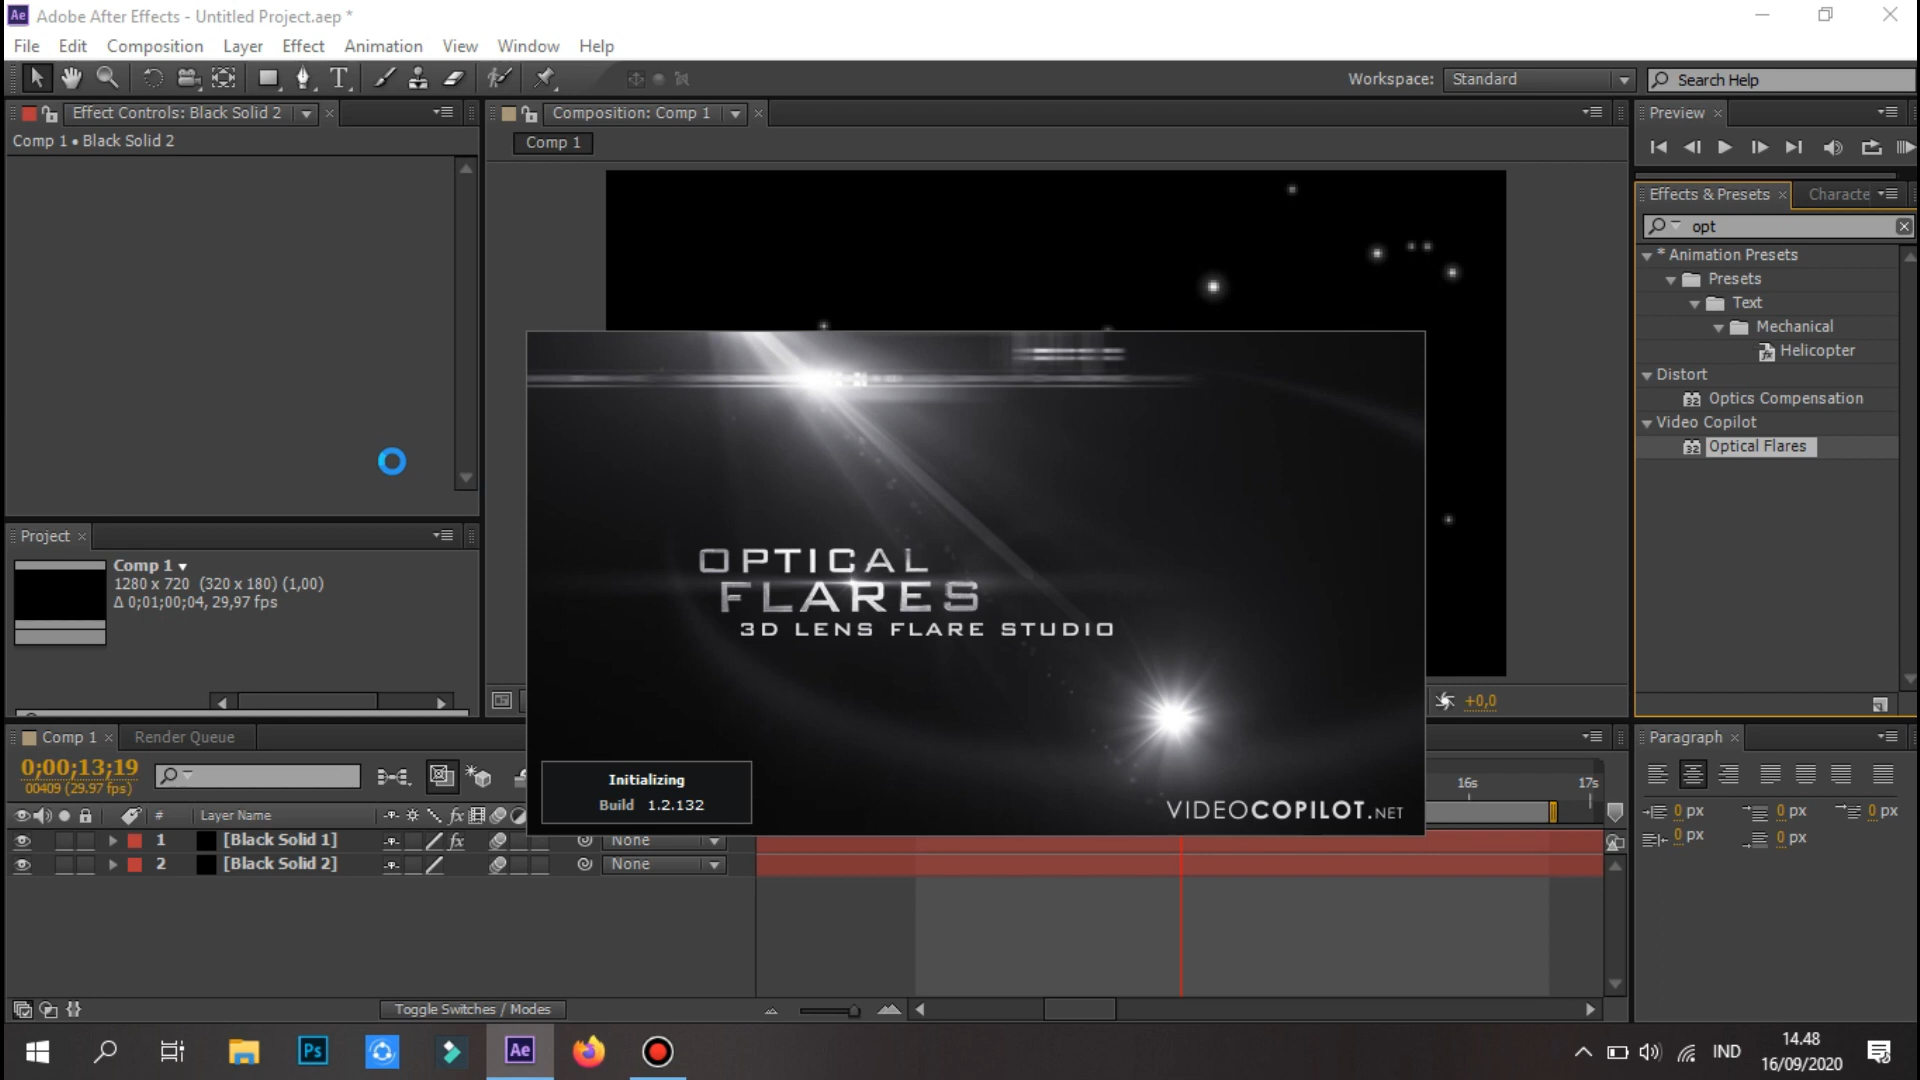 Ae Adobe After Effects - Untitled Project.aep *
File Edit Composition Layer Effect Animation View Window Help
Workspace: Standard Search Help
Effect Controls: Black Solid 2
Comp 1 • Black Solid 2
Composition: Comp 1
Comp 1
Preview
Effects & Presets Characte
opt
* Animation Presets
Presets
Text
Mechanical
Helicopter
Distort
Optics Compensation
Video Copilot
Optical Flares
OPTICAL
FLARES
3D LENS FLARE STUDIO
Initializing
Build 1.2.132
VIDEOCOPILOT.NET
Project
Comp 1
1280 x 720 (320 x 180) (1,00)
Δ 0;01;00;04, 29,97 fps
+0,0
Comp 1 Render Queue
0;00;13;19
00409 (29.97 fps)
# Layer Name
1 [Black Solid 1] None
2 [Black Solid 2] None
16s 17s
Toggle Switches / Modes
Paragraph
0 px 0 px 0 px
0 px 0 px
Ps Ae
IND
14.48
16/09/2020